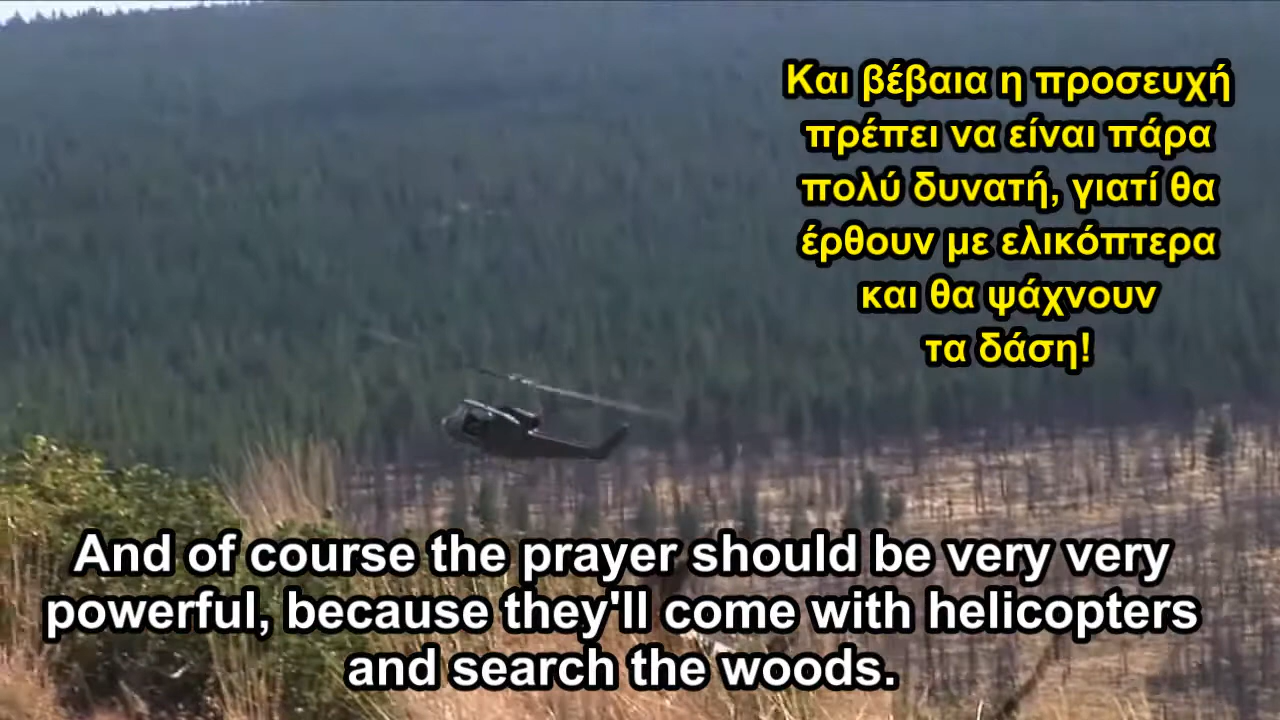 Και βέβαια η προσευχή
πρέπει να είναι πάρα
πολύ δυνατή, γιατί θα
έρθουν με ελικόπτερα
και θα ψάχνουν
τα δάση!
And of course the prayer should be very very
powerful, because they'll come with helicopters
and search the woods.